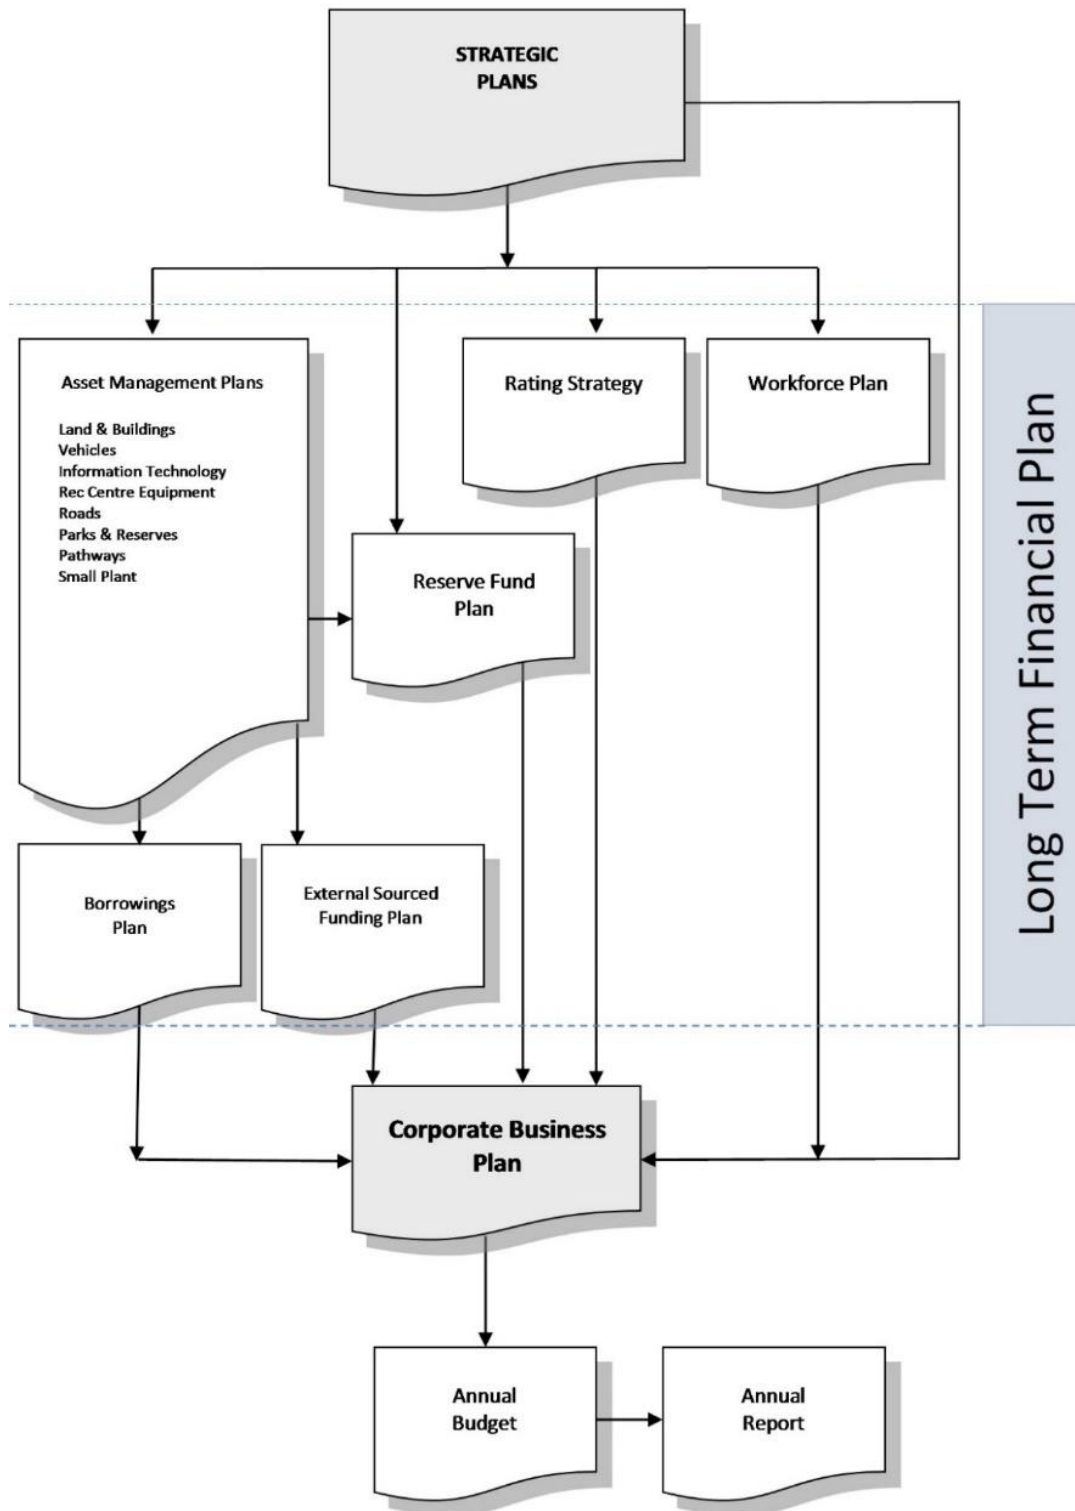 STRATEGIC
PLANS
Asset Management Plans
Land & Buildings
Vehicles
Information Technology
Rec Centre Equipment
Roads
Parks & Reserves
Pathways
Small Plant
Rating Strategy
Workforce Plan
Reserve Fund
Plan
Borrowings
Plan
External Sourced
Funding Plan
Long Term Financial Plan
Corporate Business
Plan
Annual
Budget
Annual
Report